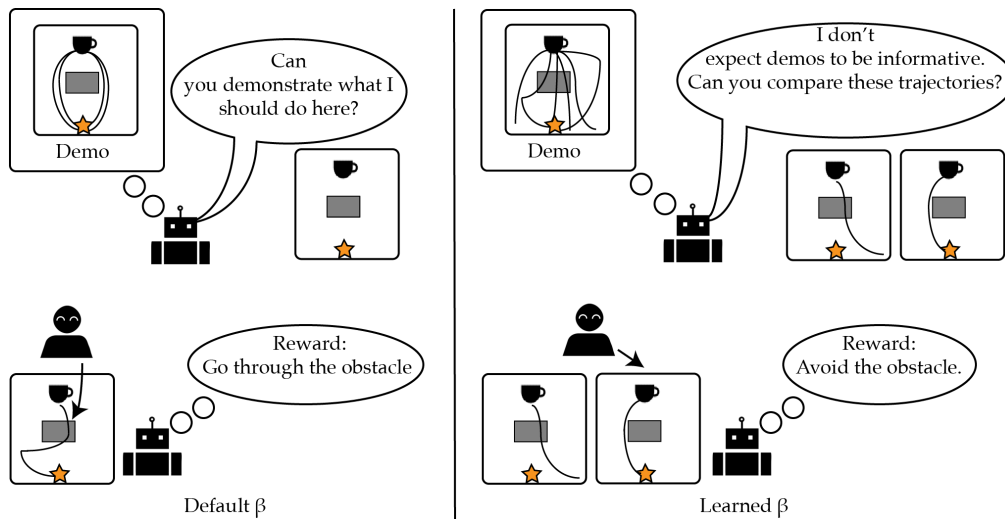 Can
you demonstrate what I
should do here?
Demo
Reward:
Go through the obstacle
Default β
I don't
expect demos to be informative.
Can you compare these trajectories?
Demo
Reward:
Avoid the obstacle.
Learned β